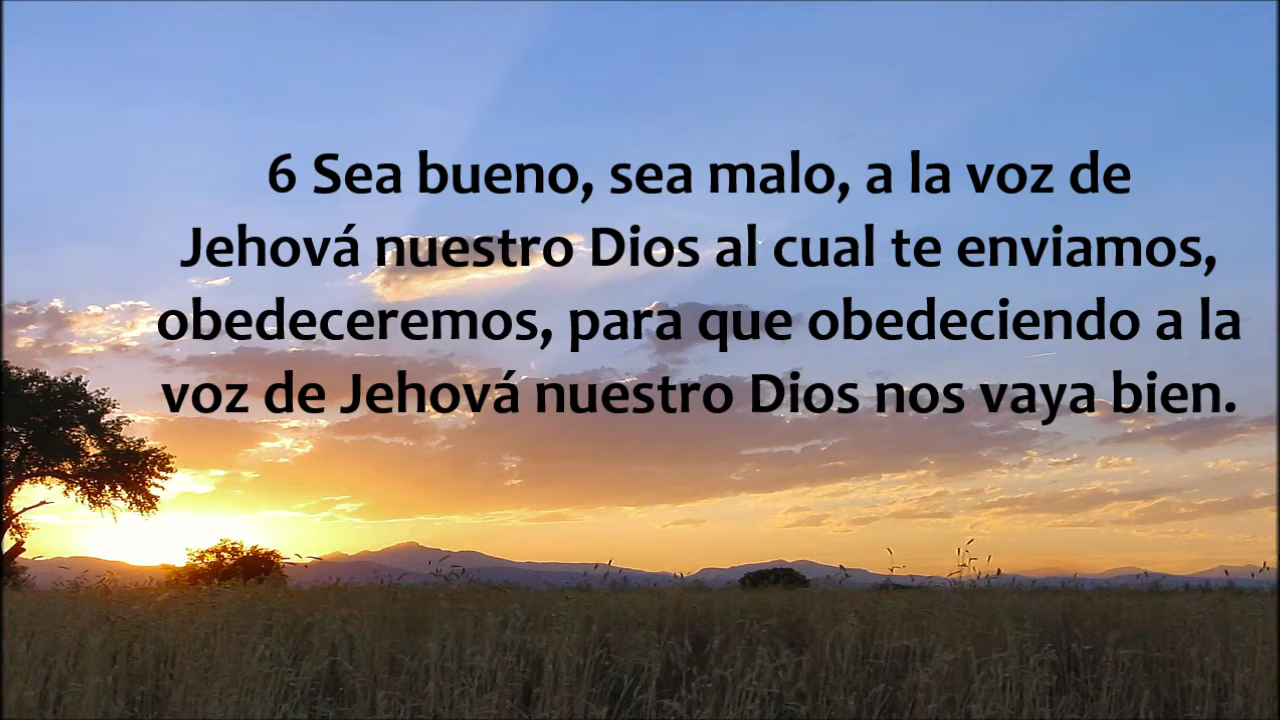 6 Sea bueno, sea malo, a la voz de
Jehová nuestro Dios al cual te enviamos,
obedeceremos, para que obedeciendo a la
voz de Jehová nuestro Dios nos vaya bien.